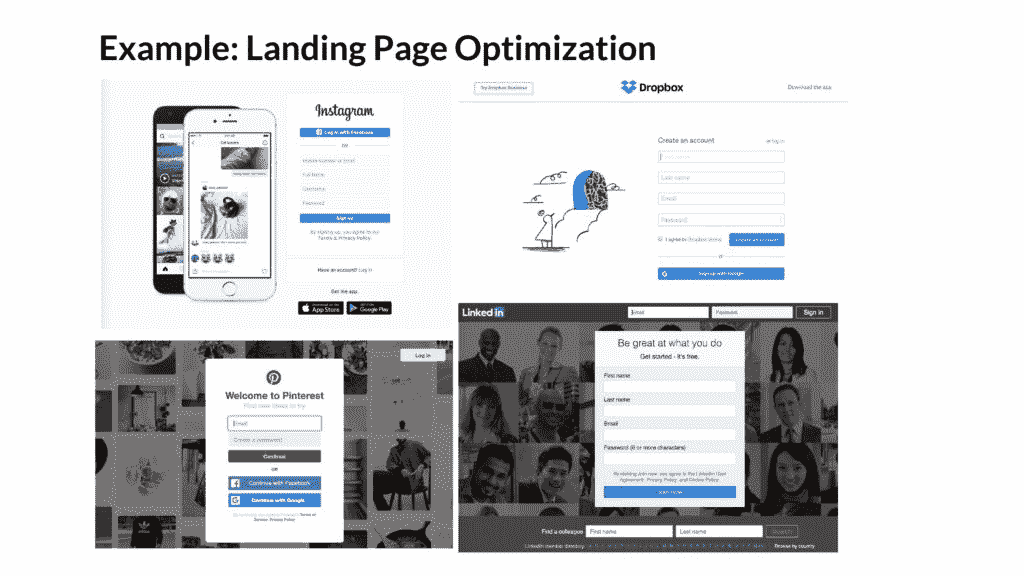 Example: Landing Page Optimization
Instagram
Log in with Facebook
OR
Mobile Number or Email
Full Name
Username
Password
Sign up
By signing up, you agree to our
Terms & Privacy Policy
Have an account? Log in
Get the app.
Download on the
App Store
Google Play
Try Dropbox Business
Dropbox
Download the app
Create an account
or log in
Last name
Email
Password
I agree to Dropbox terms
Create an account
or
Sign up with Google
Log in
Welcome to Pinterest
Find new ideas to try
Email
Create a password
Continue
OR
Continue with Facebook
Continue with Google
Terms of
Service Privacy Policy
Linked in
Email
Password
Sign in
Be great at what you do
Get started - it's free.
First name
Last name
Email
Password (6 or more characters)
By clicking Join now, you agree to the LinkedIn User
Agreement, Privacy Policy, and Cookie Policy.
Join now
Find a colleague
First name
Last name
Search
LinkedIn member directory:
Browse by country